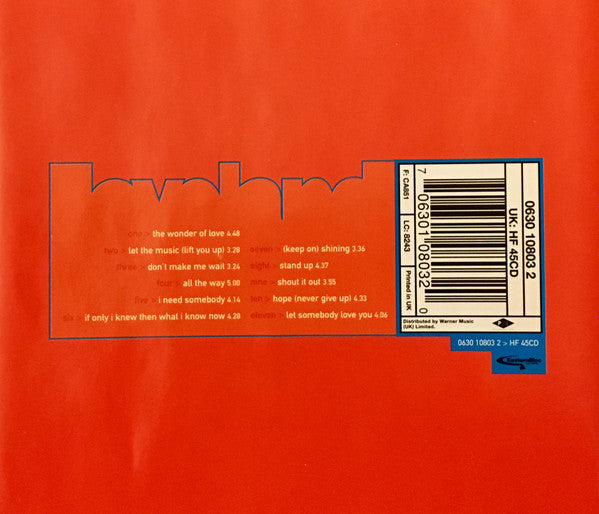 one > the wonder of love 4.48
two > let the music (lift you up) 3.28
three > don't make me wait 3.24
four > all the way 5.00
five > i need somebody 4.14
six > if only i knew then what i know now 4.28
seven > (keep on) shining 3.36
eight > stand up 4.37
nine > shout it out 3.55
ten > hope (never give up) 4.33
eleven > let somebody love you 4.06
F: CA851
LC: 8243
Printed in UK
7 06301 08032 0
0630 10803 2
UK: HF 45CD
Distributed by Warner Music
(UK) Limited.
0630 10803 2 > HF 45CD
EasternBloc